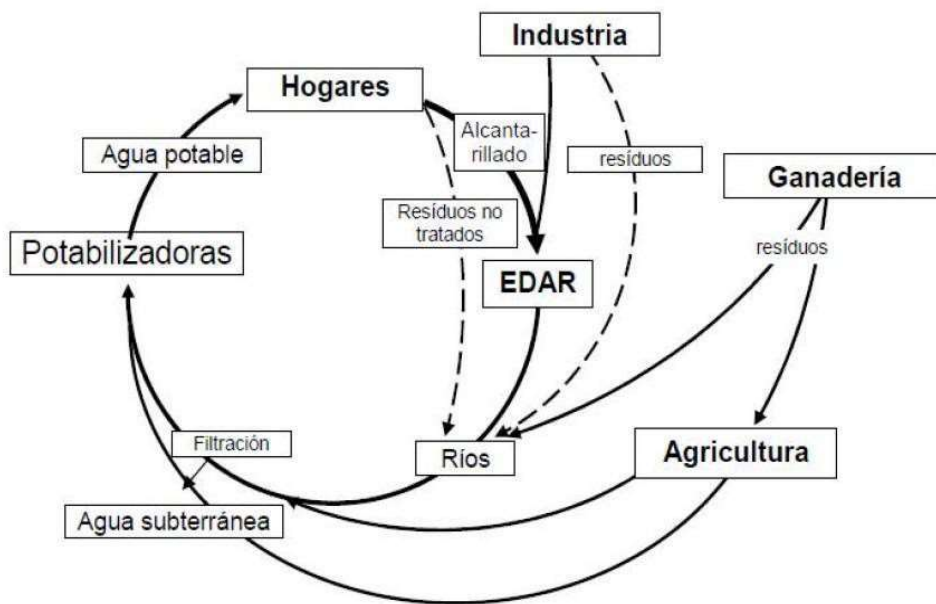 Industria
Hogares
Alcanta-
rillado
resíduos
Agua potable
Ganadería
Resíduos no
tratados
Potabilizadoras
resíduos
EDAR
Filtración
Ríos
Agricultura
Agua subterránea